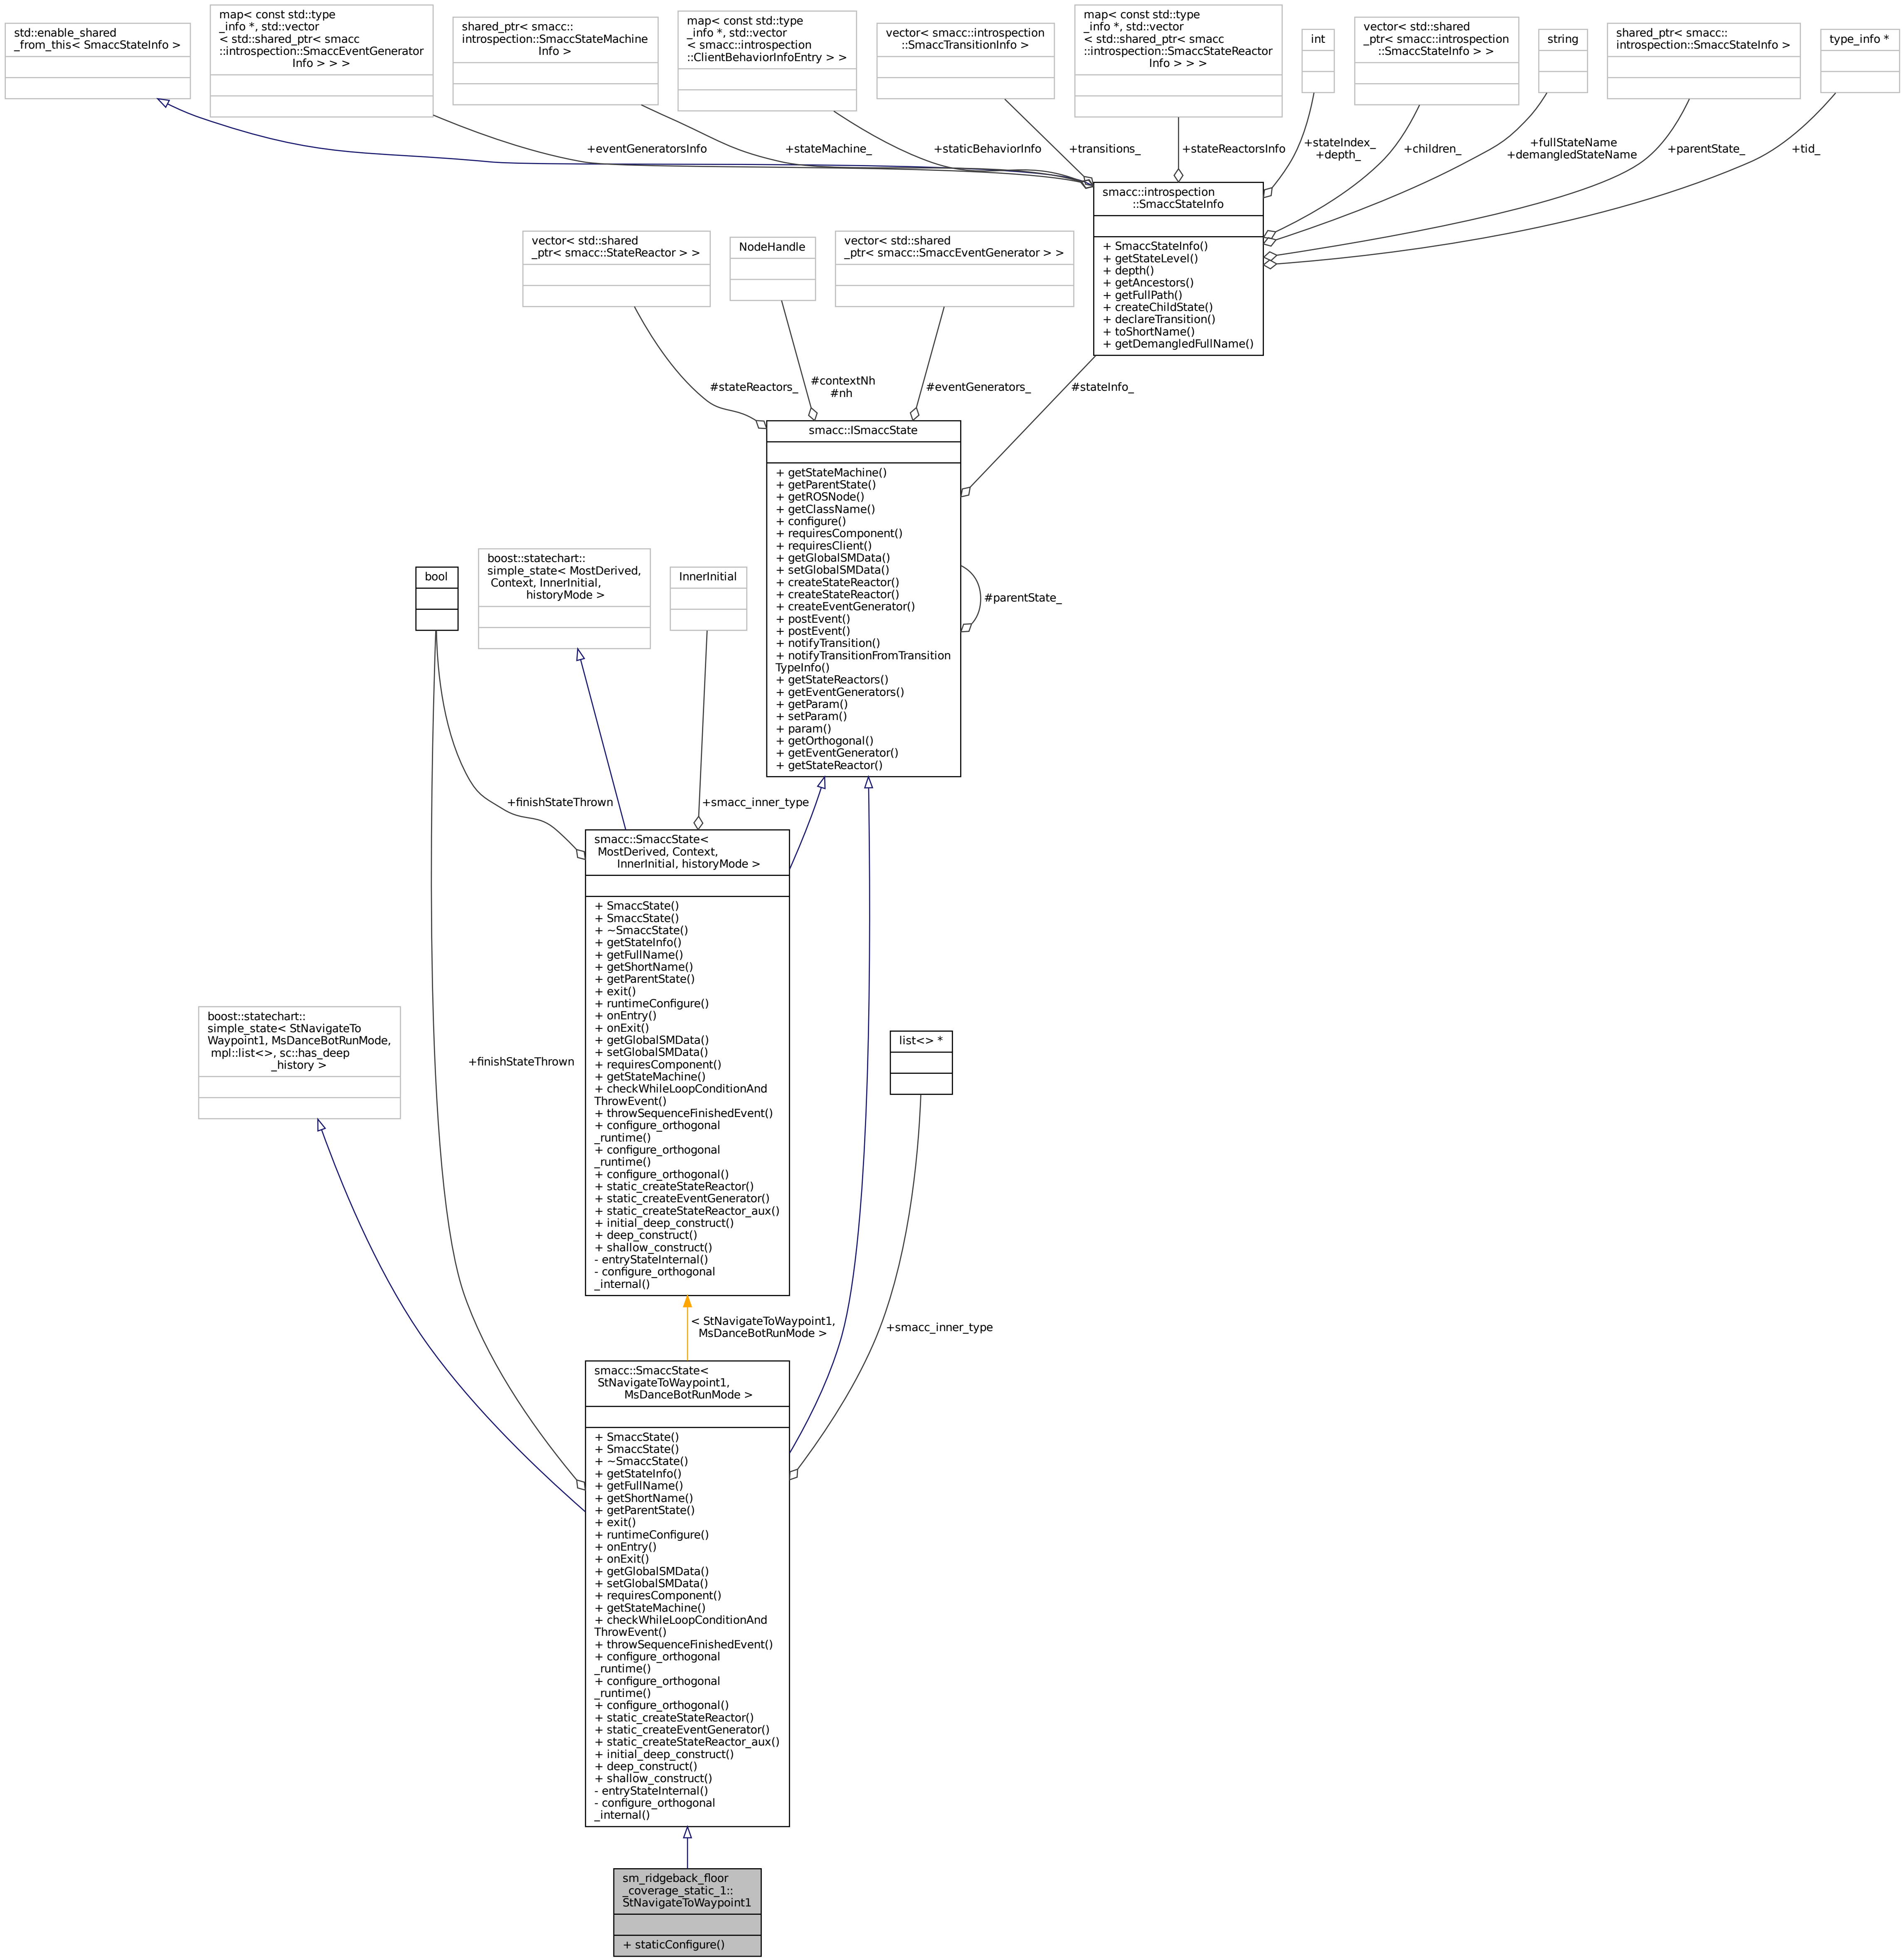 std::enable_shared
_from_this< SmaccStateInfo >
map< const std::type
_info *, std::vector
< std::shared_ptr< smacc
::introspection::SmaccEventGenerator
Info > > >
shared_ptr< smacc::
introspection::SmaccStateMachine
Info >
map< const std::type
_info *, std::vector
< smacc::introspection
::ClientBehaviorInfoEntry > >
vector< smacc::introspection
::SmaccTransitionInfo >
map< const std::type
_info *, std::vector
< std::shared_ptr< smacc
::introspection::SmaccStateReactor
Info > > >
int
vector< std::shared
_ptr< smacc::introspection
::SmaccStateInfo > >
string
shared_ptr< smacc::
introspection::SmaccStateInfo >
type_info *
+eventGeneratorsInfo
+stateMachine_
+staticBehaviorInfo
+transitions_
+stateReactorsInfo
+stateIndex_
+depth_
+children_
+fullStateName
+demangledStateName
+parentState_
+tid_
smacc::introspection
::SmaccStateInfo
+ SmaccStateInfo()
+ getStateLevel()
+ depth()
+ getAncestors()
+ getFullPath()
+ createChildState()
+ declareTransition()
+ toShortName()
+ getDemangledFullName()
vector< std::shared
_ptr< smacc::StateReactor > >
NodeHandle
vector< std::shared
_ptr< smacc::SmaccEventGenerator > >
#stateReactors_
#contextNh
#nh
#eventGenerators_
#stateInfo_
smacc::ISmaccState
+ getStateMachine()
+ getParentState()
+ getROSNode()
+ getClassName()
+ configure()
+ requiresComponent()
+ requiresClient()
+ getGlobalSMData()
+ setGlobalSMData()
+ createStateReactor()
+ createStateReactor()
+ createEventGenerator()
+ postEvent()
+ postEvent()
+ notifyTransition()
+ notifyTransitionFromTransition
TypeInfo()
+ getStateReactors()
+ getEventGenerators()
+ getParam()
+ setParam()
+ param()
+ getOrthogonal()
+ getEventGenerator()
+ getStateReactor()
#parentState_
bool
boost::statechart::
simple_state< MostDerived,
Context, InnerInitial,
historyMode >
InnerInitial
+finishStateThrown
+smacc_inner_type
smacc::SmaccState<
MostDerived, Context,
InnerInitial, historyMode >
+ SmaccState()
+ SmaccState()
+ ~SmaccState()
+ getStateInfo()
+ getFullName()
+ getShortName()
+ getParentState()
+ exit()
+ runtimeConfigure()
+ onEntry()
+ onExit()
+ getGlobalSMData()
+ setGlobalSMData()
+ requiresComponent()
+ getStateMachine()
+ checkWhileLoopConditionAnd
ThrowEvent()
+ throwSequenceFinishedEvent()
+ configure_orthogonal
_runtime()
+ configure_orthogonal
_runtime()
+ configure_orthogonal()
+ static_createStateReactor()
+ static_createEventGenerator()
+ static_createStateReactor_aux()
+ initial_deep_construct()
+ deep_construct()
+ shallow_construct()
- entryStateInternal()
- configure_orthogonal
_internal()
boost::statechart::
simple_state< StNavigateTo
Waypoint1, MsDanceBotRunMode,
mpl::list<>, sc::has_deep
_history >
+finishStateThrown
list<> *
< StNavigateToWaypoint1,
MsDanceBotRunMode >
+smacc_inner_type
smacc::SmaccState<
StNavigateToWaypoint1,
MsDanceBotRunMode >
+ SmaccState()
+ SmaccState()
+ ~SmaccState()
+ getStateInfo()
+ getFullName()
+ getShortName()
+ getParentState()
+ exit()
+ runtimeConfigure()
+ onEntry()
+ onExit()
+ getGlobalSMData()
+ setGlobalSMData()
+ requiresComponent()
+ getStateMachine()
+ checkWhileLoopConditionAnd
ThrowEvent()
+ throwSequenceFinishedEvent()
+ configure_orthogonal
_runtime()
+ configure_orthogonal
_runtime()
+ configure_orthogonal()
+ static_createStateReactor()
+ static_createEventGenerator()
+ static_createStateReactor_aux()
+ initial_deep_construct()
+ deep_construct()
+ shallow_construct()
- entryStateInternal()
- configure_orthogonal
_internal()
sm_ridgeback_floor
_coverage_static_1::
StNavigateToWaypoint1
+ staticConfigure()